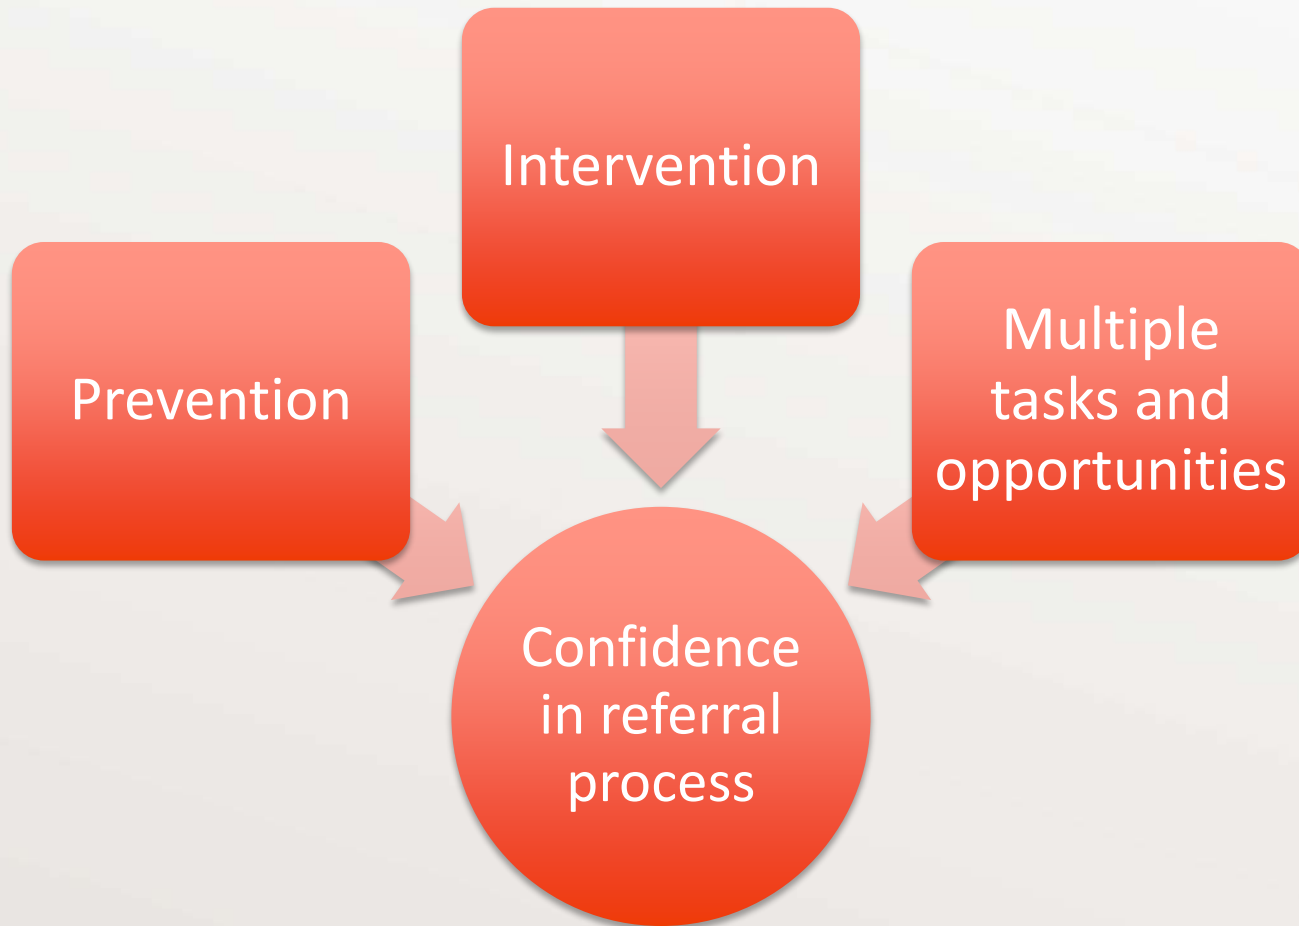 Intervention
Prevention
Multiple
tasks and
opportunities
Confidence
in referral
process